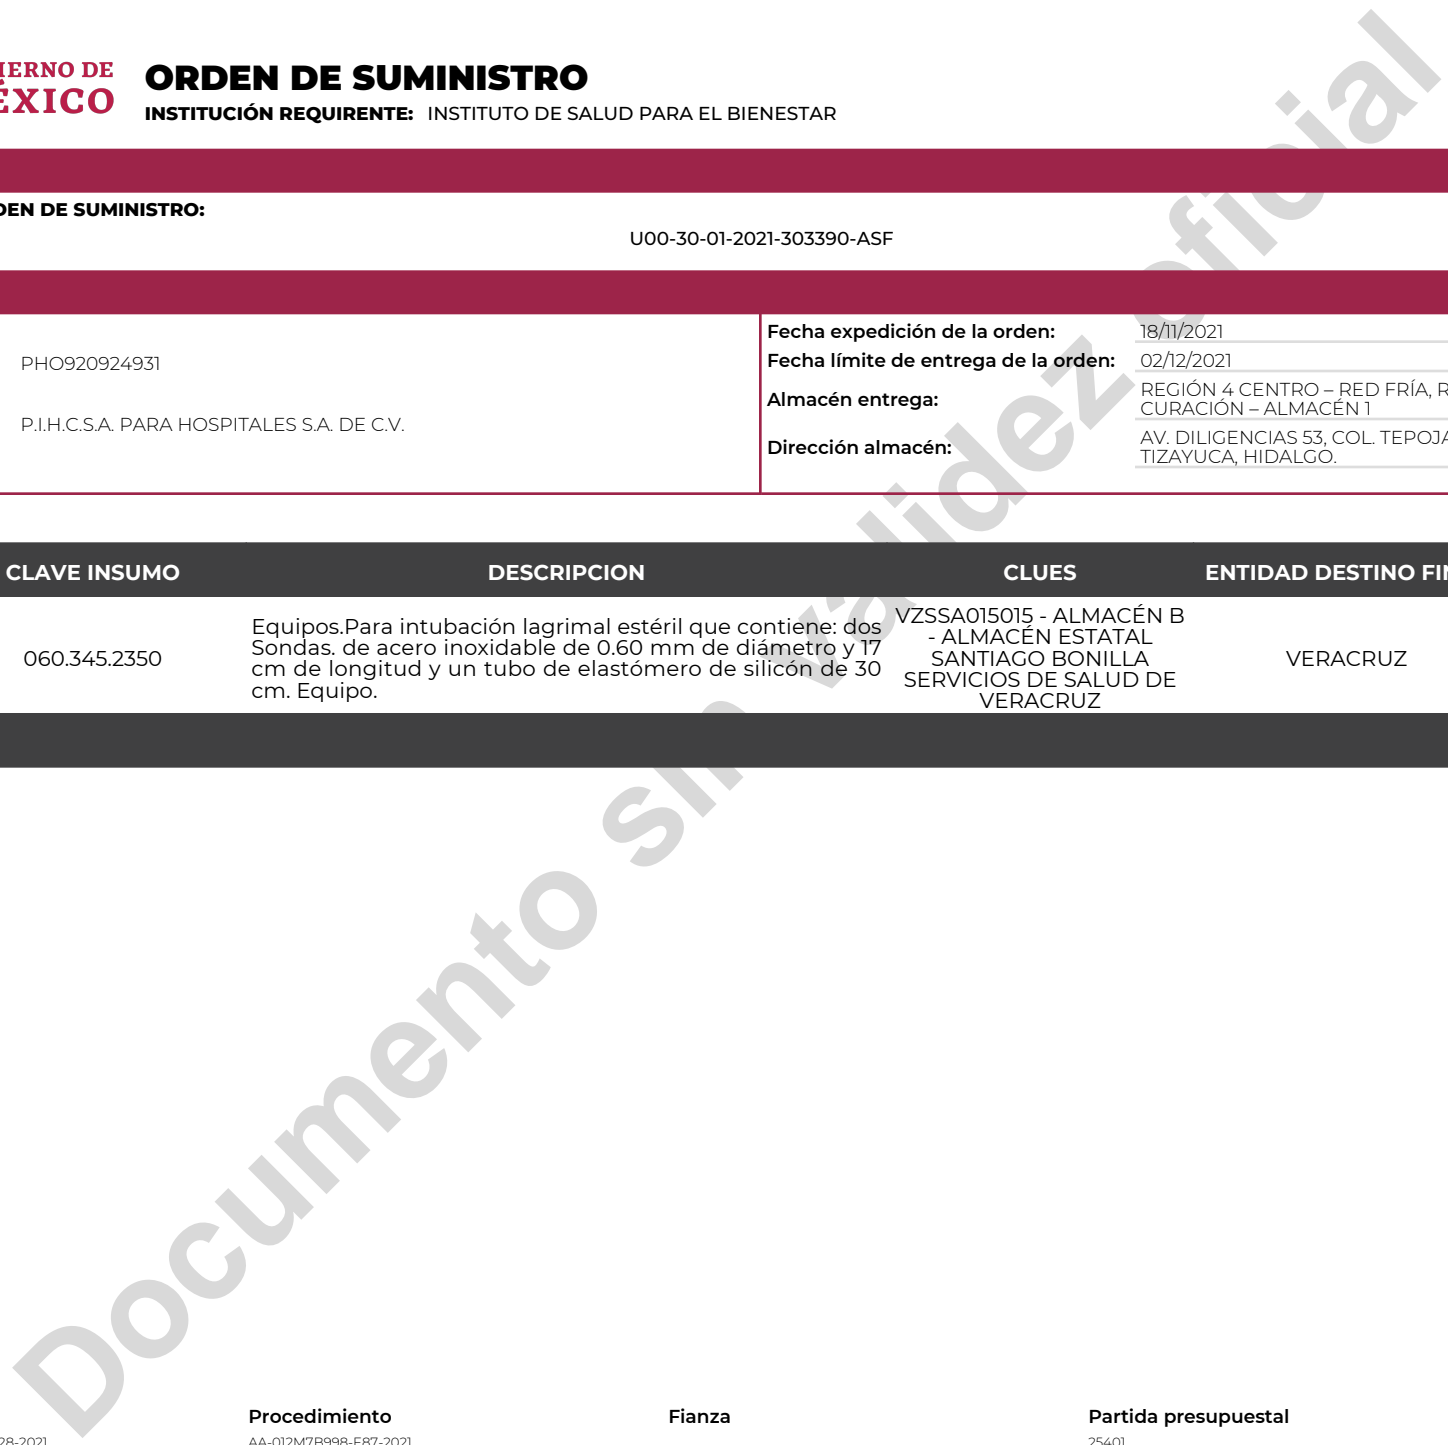 ORDEN DE SUMINISTRO
INSTITUCIÓN REQUIRENTE: INSTITUTO DE SALUD PARA EL BIENESTAR
DE SUMINISTRO:
U00-30-01-2021-303390-ASF
PHO920924931
P.I.H.C.S.A. PARA HOSPITALES S.A. DE C.V.
Fecha expedición de la orden: 18/11/2021
Fecha límite de entrega de la orden: 02/12/2021
Almacén entrega: REGIÓN 4 CENTRO – RED FRÍA,
CURACIÓN – ALMACÉN 1
Dirección almacén: AV. DILIGENCIAS 53, COL.
TIZAYUCA, HIDALGO.
CLAVE INSUMO DESCRIPCION CLUES ENTIDAD DESTINO
060.345.2350
Equipos.Para intubación lagrimal estéril que contiene: dos
Sondas. de acero inoxidable de 0.60 mm de diámetro y 17
cm de longitud y un tubo de elastómero de silicón de 30
cm. Equipo.
VZSSA015015 - ALMACÉN B
- ALMACÉN ESTATAL
SANTIAGO BONILLA
SERVICIOS DE SALUD DE
VERACRUZ
VERACRUZ
Documento sin validez oficial
Procedimiento Fianza Partida presupuestal
AA-012M7B998-E87-2021 25401